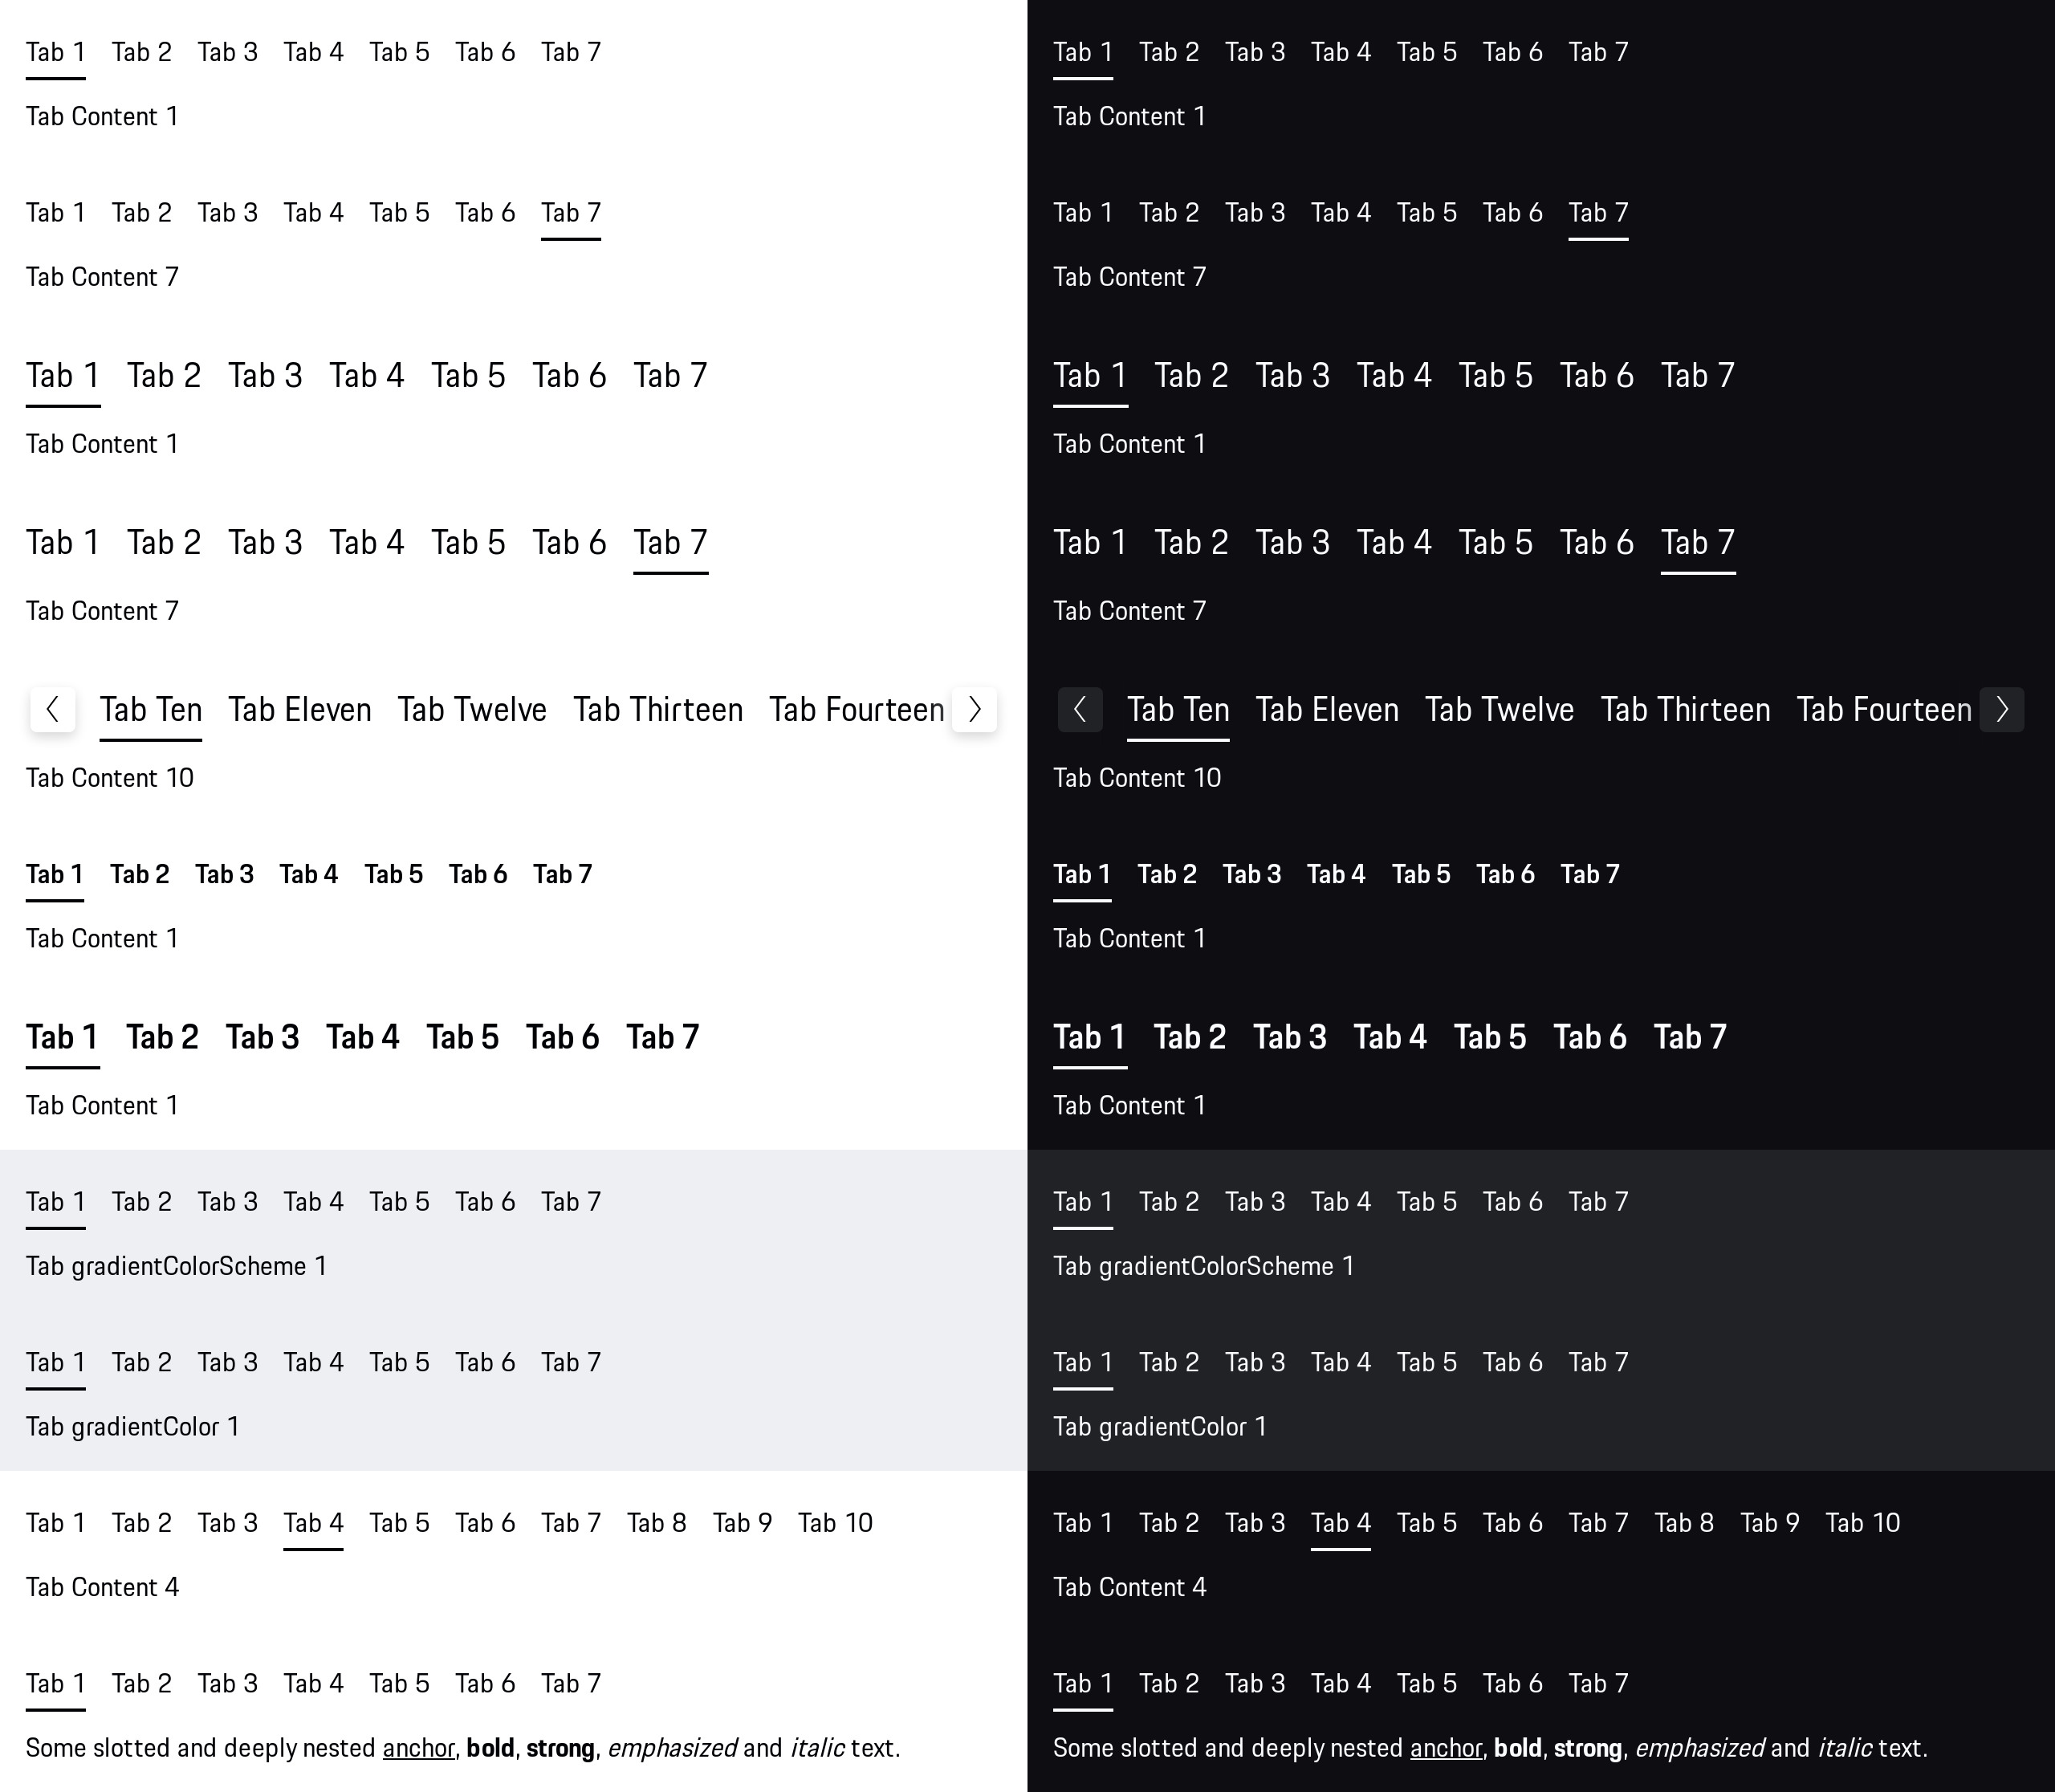 Tab 1 Tab 2 Tab 3 Tab 4 Tab 5 Tab 6 Tab 7
Tab Content 1
Tab 1 Tab 2 Tab 3 Tab 4 Tab 5 Tab 6 Tab 7
Tab Content 7
Tab 1 Tab 2 Tab 3 Tab 4 Tab 5 Tab 6 Tab 7
Tab Content 1
Tab 1 Tab 2 Tab 3 Tab 4 Tab 5 Tab 6 Tab 7
Tab Content 7
Tab Ten Tab Eleven Tab Twelve Tab Thirteen Tab Fourteen
Tab Content 10
Tab 1 Tab 2 Tab 3 Tab 4 Tab 5 Tab 6 Tab 7
Tab Content 1
Tab 1 Tab 2 Tab 3 Tab 4 Tab 5 Tab 6 Tab 7
Tab Content 1
Tab 1 Tab 2 Tab 3 Tab 4 Tab 5 Tab 6 Tab 7
Tab gradientColorScheme 1
Tab 1 Tab 2 Tab 3 Tab 4 Tab 5 Tab 6 Tab 7
Tab gradientColor 1
Tab 1 Tab 2 Tab 3 Tab 4 Tab 5 Tab 6 Tab 7 Tab 8 Tab 9 Tab 10
Tab Content 4
Tab 1 Tab 2 Tab 3 Tab 4 Tab 5 Tab 6 Tab 7
Some slotted and deeply nested anchor, bold, strong, emphasized and italic text.
Tab 1 Tab 2 Tab 3 Tab 4 Tab 5 Tab 6 Tab 7
Tab Content 1
Tab 1 Tab 2 Tab 3 Tab 4 Tab 5 Tab 6 Tab 7
Tab Content 7
Tab 1 Tab 2 Tab 3 Tab 4 Tab 5 Tab 6 Tab 7
Tab Content 1
Tab 1 Tab 2 Tab 3 Tab 4 Tab 5 Tab 6 Tab 7
Tab Content 7
Tab Ten Tab Eleven Tab Twelve Tab Thirteen Tab Fourteen
Tab Content 10
Tab 1 Tab 2 Tab 3 Tab 4 Tab 5 Tab 6 Tab 7
Tab Content 1
Tab 1 Tab 2 Tab 3 Tab 4 Tab 5 Tab 6 Tab 7
Tab Content 1
Tab 1 Tab 2 Tab 3 Tab 4 Tab 5 Tab 6 Tab 7
Tab gradientColorScheme 1
Tab 1 Tab 2 Tab 3 Tab 4 Tab 5 Tab 6 Tab 7
Tab gradientColor 1
Tab 1 Tab 2 Tab 3 Tab 4 Tab 5 Tab 6 Tab 7 Tab 8 Tab 9 Tab 10
Tab Content 4
Tab 1 Tab 2 Tab 3 Tab 4 Tab 5 Tab 6 Tab 7
Some slotted and deeply nested anchor, bold, strong, emphasized and italic text.